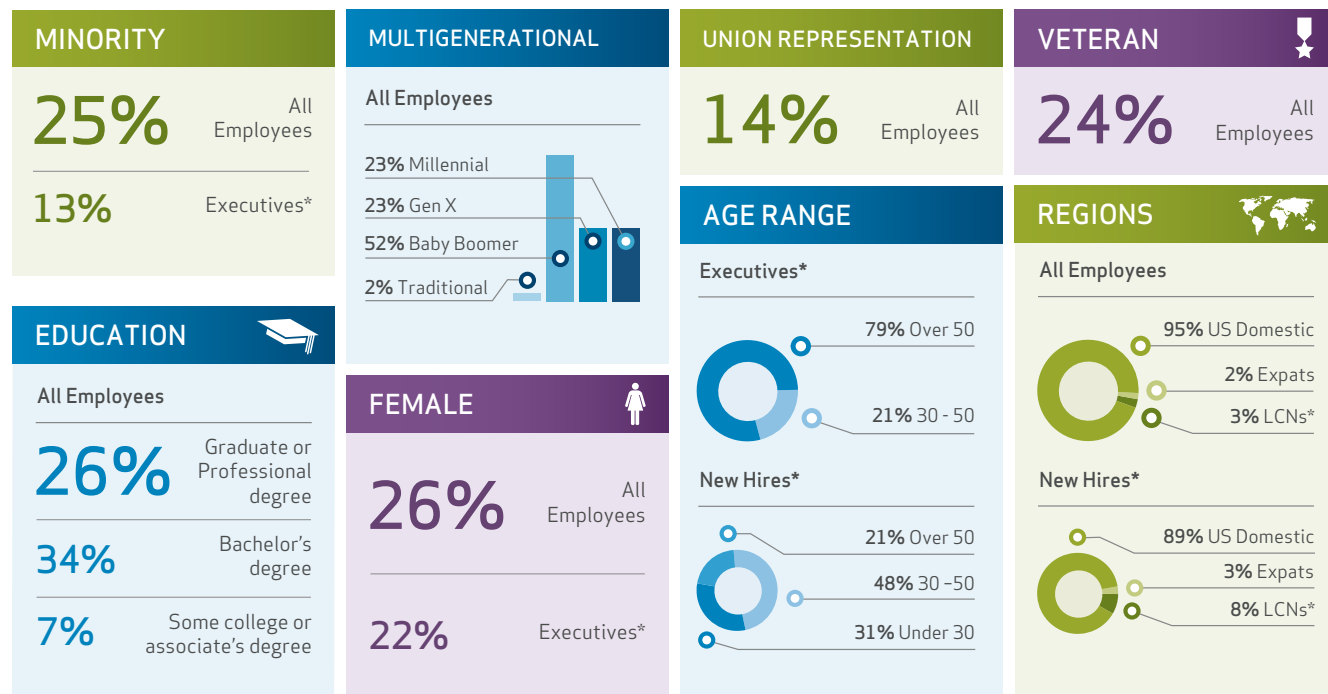 MINORITY
25% All
Employees
13% Executives*
EDUCATION
All Employees
26% Graduate or
Professional
degree
34% Bachelor's
degree
7% Some college or
associate's degree
MULTIGENERATIONAL
All Employees
23% Millennial
23% Gen X
52% Baby Boomer
2% Traditional
FEMALE
26% All
Employees
22% Executives*
UNION REPRESENTATION
14% All
Employees
AGE RANGE
Executives*
79% Over 50
21% 30 - 50
New Hires*
21% Over 50
48% 30 –50
31% Under 30
VETERAN
24% All
Employees
REGIONS
All Employees
95% US Domestic
2% Expats
3% LCNs*
New Hires*
89% US Domestic
3% Expats
8% LCNs*